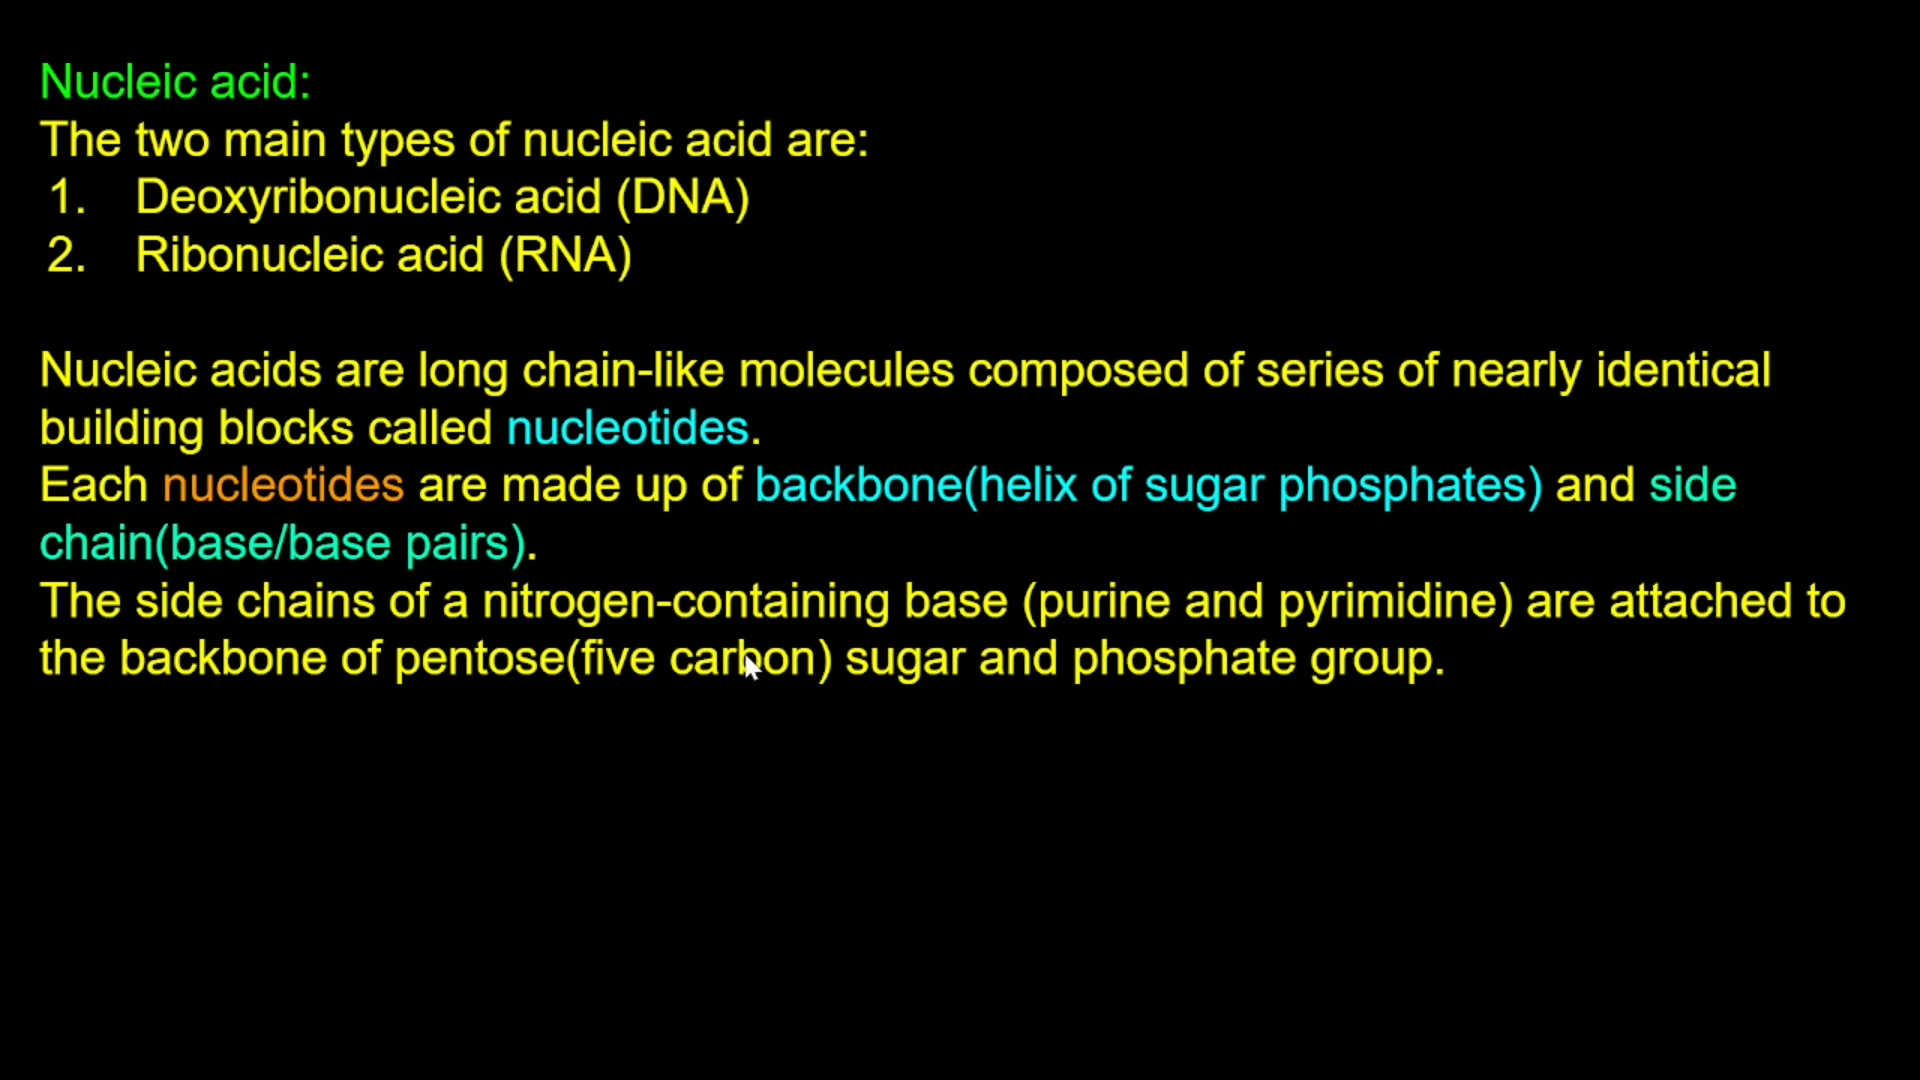 Nucleic acid:
The two main types of nucleic acid are:
1. Deoxyribonucleic acid (DNA)
2. Ribonucleic acid (RNA)
Nucleic acids are long chain-like molecules composed of series of nearly identical
building blocks called nucleotides.
Each nucleotides are made up of backbone(helix of sugar phosphates) and side
chain(base/base pairs).
The side chains of a nitrogen-containing base (purine and pyrimidine) are attached to
the backbone of pentose(five carbon) sugar and phosphate group.